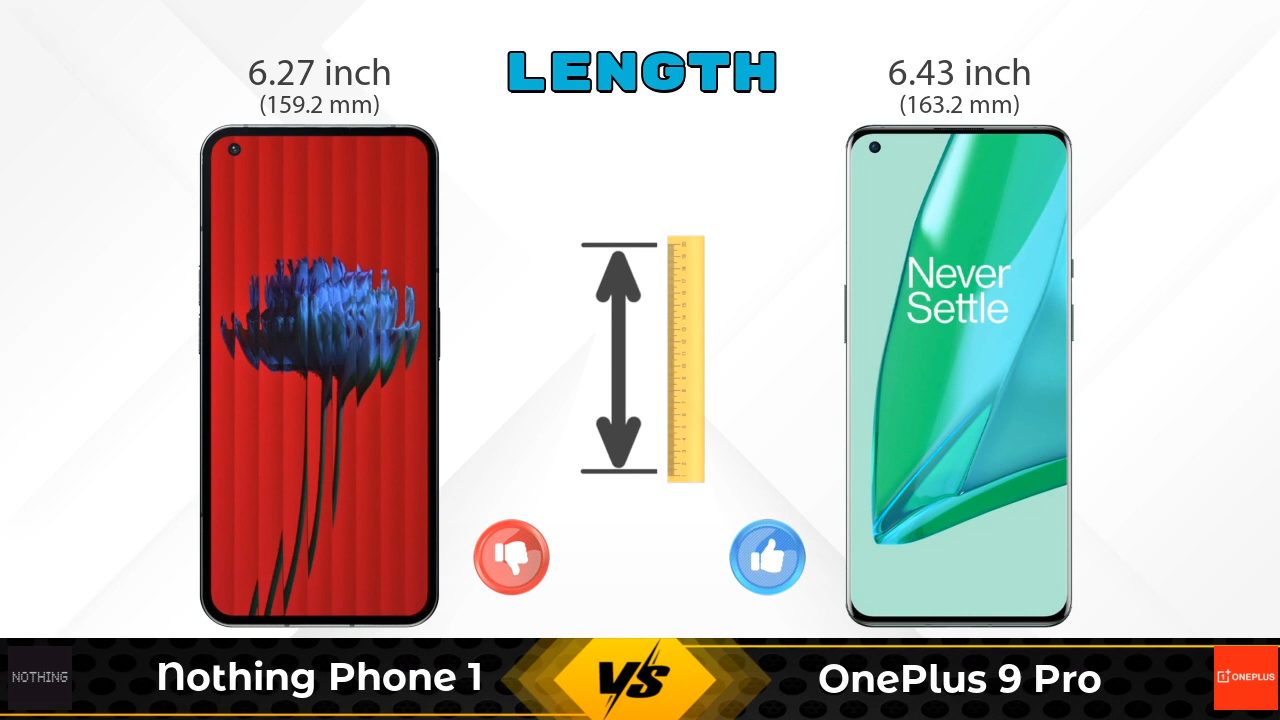 LENGTH
6.27 inch
(159.2 mm)
6.43 inch
(163.2 mm)
Never
Settle
NOTHING
Nothing Phone 1
VS
OnePlus 9 Pro
1+ ONEPLUS